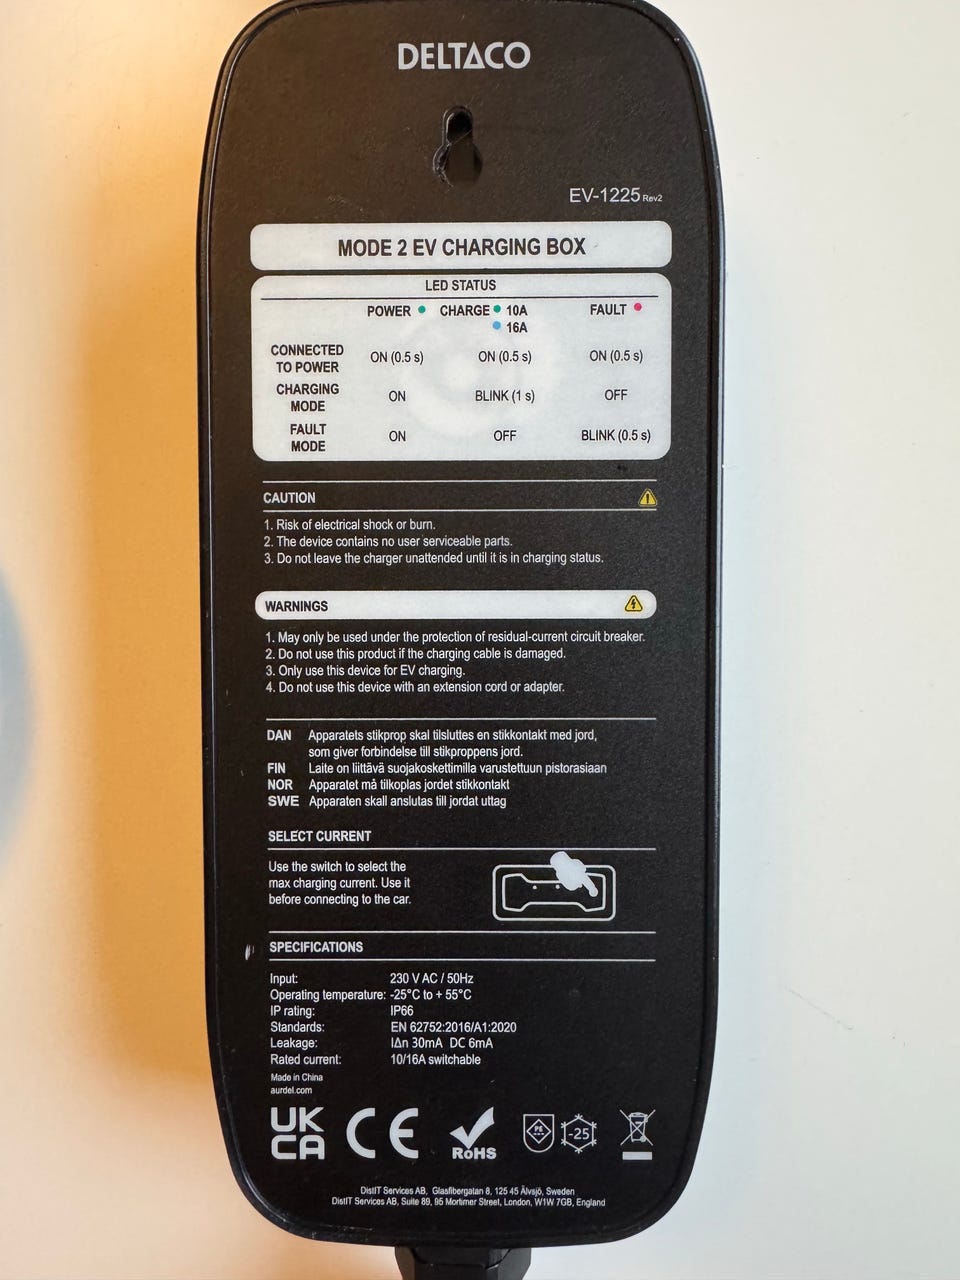 DELTACO
EV-1225 Rev2
MODE 2 EV CHARGING BOX
LED STATUS
POWER CHARGE 10A FAULT
16A
CONNECTED TO POWER ON (0.5 s) ON (0.5 s) ON (0.5 s)
CHARGING MODE ON BLINK (1 s) OFF
FAULT MODE ON OFF BLINK (0.5 s)
CAUTION
1. Risk of electrical shock or burn.
2. The device contains no user serviceable parts.
3. Do not leave the charger unattended until it is in charging status.
WARNINGS
1. May only be used under the protection of residual-current circuit breaker.
2. Do not use this product if the charging cable is damaged.
3. Only use this device for EV charging.
4. Do not use this device with an extension cord or adapter.
DAN Apparatets stikprop skal tilsluttes en stikkontakt med jord,
som giver forbindelse till stikproppens jord.
FIN Laite on liittävä suojakoskettimilla varustettuun pistorasiaan
NOR Apparatet må tilkoplas jordet stikkontakt
SWE Apparaten skall anslutas till jordat uttag
SELECT CURRENT
Use the switch to select the
max charging current. Use it
before connecting to the car.
SPECIFICATIONS
Input: 230 V AC / 50Hz
Operating temperature: -25°C to + 55°C
IP rating: IP66
Standards: EN 62752:2016/A1:2020
Leakage: IΔn 30mA DC 6mA
Rated current: 10/16A switchable
Made in China
aurdel.com
UK
CA CE RoHS PE -25
DistIT Services AB, Glasfibergatan 8, 125 45 Älvsjö, Sweden
DistIT Services AB, Suite 89, 95 Mortimer Street, London, W1W 7GB, England